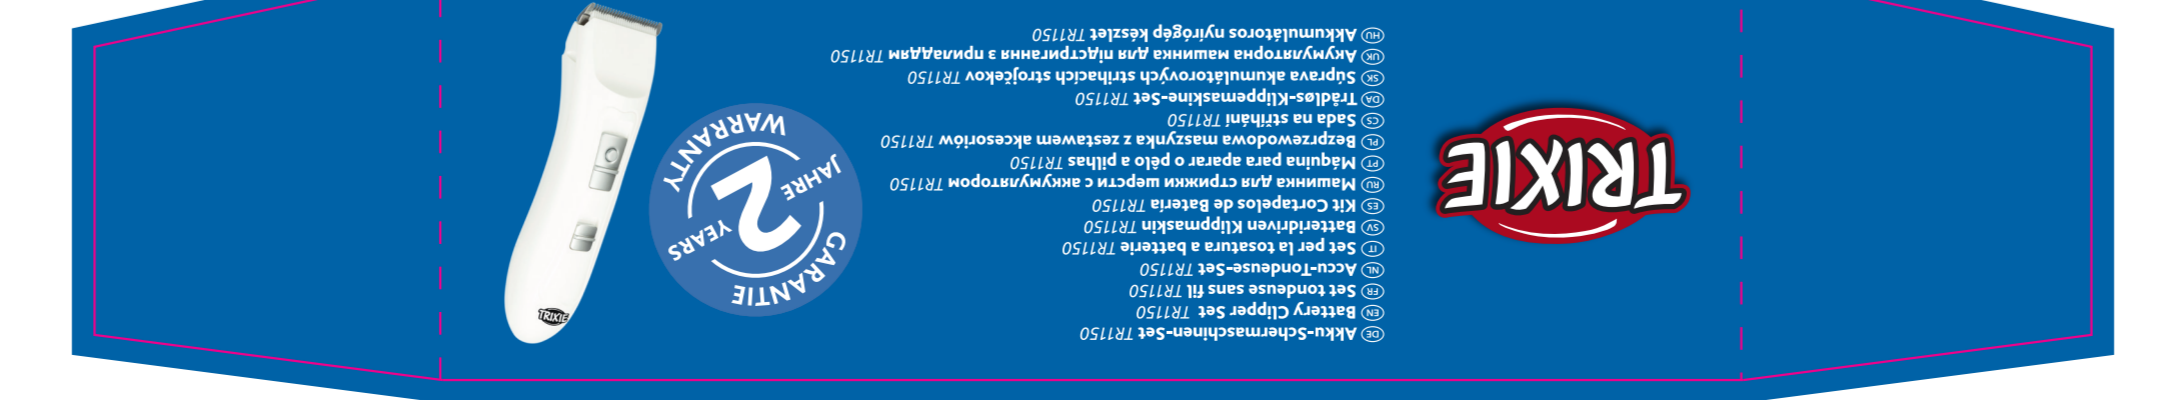 TRIXIE
DE Akku-Schermaschinen-Set TR1150
EN Battery Clipper Set TR1150
FR Set tondeuse sans fil TR1150
NL Accu-Tondeuse-Set TR1150
IT Set per la tosatura a batterie TR1150
SV Batteridriven Klippmaskin TR1150
ES Kit Cortapelos de Batería TR1150
RU Машинка для стрижки шерсти с аккумулятором TR1150
PT Máquina para aparar o pêlo a pilhas TR1150
PL Bezprzewodowa maszynka z zestawem akcesoriów TR1150
CS Sada na stříhání TR1150
DA Trådløs-Klippemaskine-Set TR1150
SK Súprava akumulátorových strihacích strojčekov TR1150
UK Акумуляторна машинка для підстригання з приладдям TR1150
HU Akkumulátoros nyírógép készlet TR1150
GARANTIE
2
YEARS
JAHRE
WARRANTY
TRIXIE